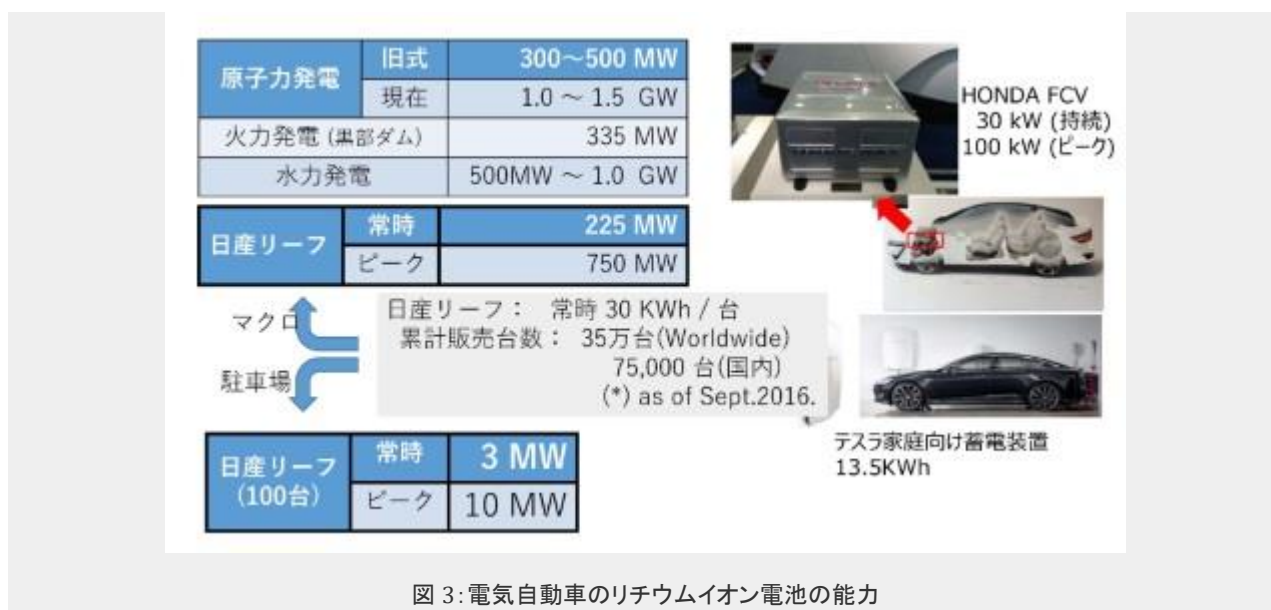 原子力発電 旧式 300～500 MW
現在 1.0 ～ 1.5 GW
火力発電 (黒部ダム) 335 MW
水力発電 500MW ～ 1.0 GW
日産リーフ 常時 225 MW
ピーク 750 MW
マクロ
駐車場
日産リーフ： 常時 30 KWh / 台
累計販売台数： 35万台(Worldwide)
75,000 台(国内)
(*) as of Sept.2016.
日産リーフ
(100台)
常時 3 MW
ピーク 10 MW
HONDA FCV
30 kW (持続)
100 kW (ピーク)
テスラ家庭向け蓄電装置
13.5KWh
図 3：電気自動車のリチウムイオン電池の能力